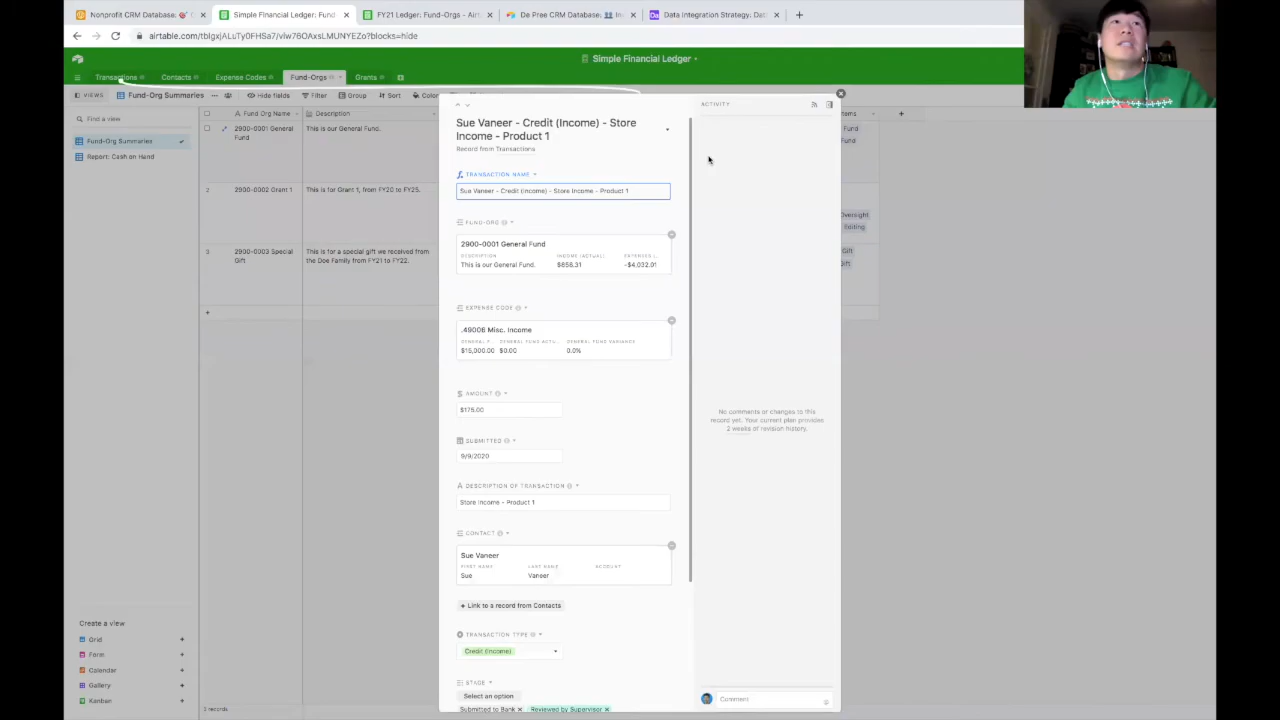 Nonprofit CRM Database:
Simple Financial Ledger: Fund
FY21 Ledger: Fund-Orgs - Airt
De Pree CRM Database:
Data Integration Strategy: Dat
airtable.com/tblgxjALuTy0FHSa7/viw76OAxsLMUNYEZo?blocks=hide
Simple Financial Ledger
Transactions
Contacts
Expense Codes
Fund-Orgs
Grants
VIEWS
Fund-Org Summaries
Hide fields
Filter
Group
Sort
Color
Find a view
Fund-Org Summaries
Report: Cash on Hand
Fund Org Name
Description
2900-0001 General
Fund
This is our General Fund.
2
2900-0002 Grant 1
This is for Grant 1, from FY20 to FY25.
3
2900-0003 Special
Gift
This is for a special gift we received from
the Doe Family from FY21 to FY22.
Fund
Fund
Oversight
Gift
Create a view
Grid
Form
Calendar
Gallery
Kanban
3 records
Sue Vaneer - Credit (Income) - Store
Income - Product 1
Record from Transactions
TRANSACTION NAME
Sue Vaneer - Credit (Income) - Store Income - Product 1
FUND-ORG
2900-0001 General Fund
DESCRIPTION INCOME (ACTUAL) EXPENSES (...
This is our General Fund. $858.31 -$4,032.01
EXPENSE CODE
.49006 Misc. Income
GENERAL F... GENERAL FUND ACTU... GENERAL FUND VARIANCE
$15,000.00 $0.00 0.0%
AMOUNT
$175.00
SUBMITTED
9/9/2020
DESCRIPTION OF TRANSACTION
Store Income - Product 1
CONTACT
Sue Vaneer
FIRST NAME LAST NAME ACCOUNT
Sue Vaneer
+ Link to a record from Contacts
TRANSACTION TYPE
Credit (Income)
STAGE
Select an option
Submitted to Bank Reviewed by Supervisor
ACTIVITY
No comments or changes to this
record yet. Your current plan provides
2 weeks of revision history.
Comment